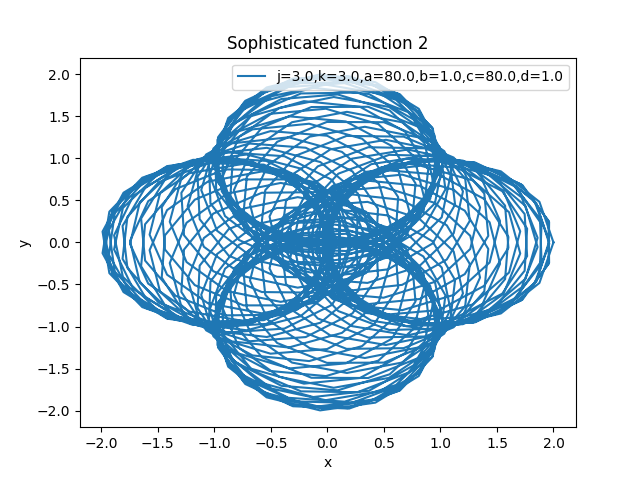 Sophisticated function 2
j=3.0,k=3.0,a=80.0,b=1.0,c=80.0,d=1.0
2.0
1.5
1.0
0.5
0.0
−0.5
−1.0
−1.5
−2.0
y
−2.0 −1.5 −1.0 −0.5 0.0 0.5 1.0 1.5 2.0
x